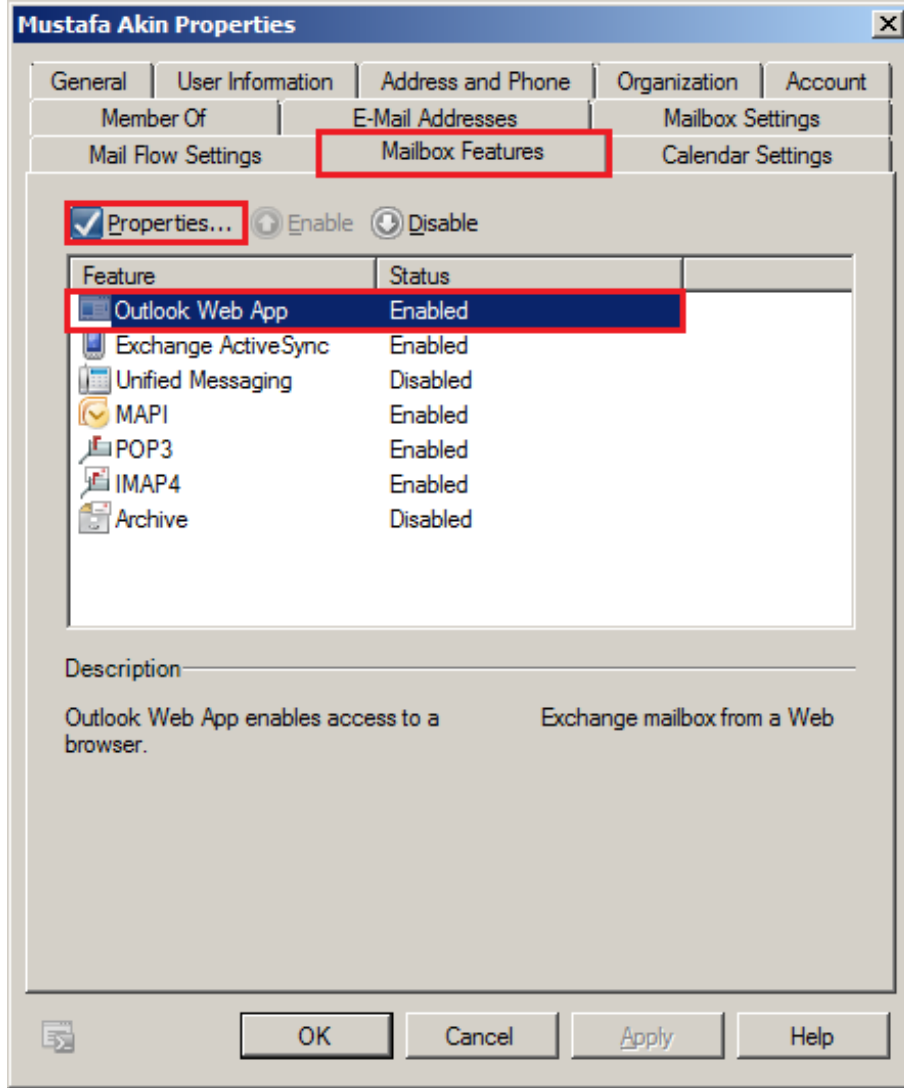 Mustafa Akin Properties
General User Information Address and Phone Organization Account
Member Of E-Mail Addresses Mailbox Settings
Mail Flow Settings Mailbox Features Calendar Settings
Properties... Enable Disable
Feature Status
Outlook Web App Enabled
Exchange ActiveSync Enabled
Unified Messaging Disabled
MAPI Enabled
POP3 Enabled
IMAP4 Enabled
Archive Disabled
Description
Outlook Web App enables access to a Exchange mailbox from a Web
browser.
OK Cancel Apply Help